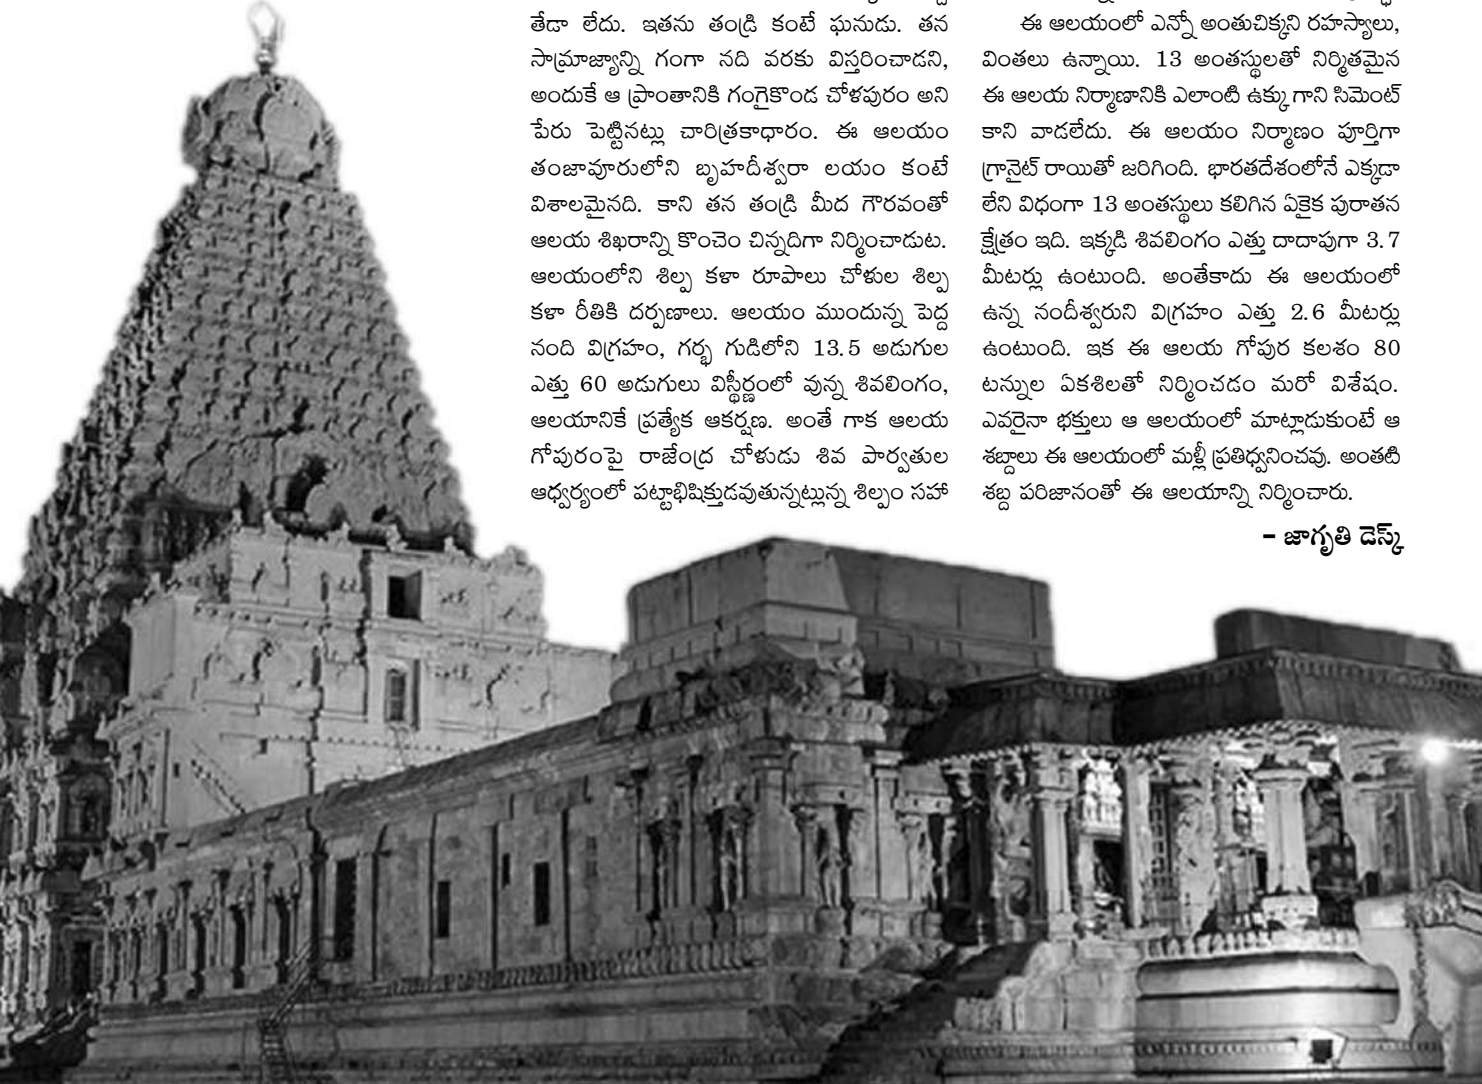 తేడా లేదు. ఇతను తండ్రి కంటే ఘనుడు. తన
సామ్రాజ్యాన్ని గంగా నది వరకు విస్తరించాడని,
అందుకే ఆ ప్రాంతానికి గంగైకొండ చోళపురం అని
పేరు పెట్టినట్లు చారిత్రకాధారం. ఈ ఆలయం
తంజావూరులోని బృహదీశ్వరా లయం కంటే
విశాలమైనది. కాని తన తండ్రి మీద గౌరవంతో
ఆలయ శిఖరాన్ని కొంచెం చిన్నదిగా నిర్మించాడుట.
ఆలయంలోని శిల్ప కళా రూపాలు చోళుల శిల్ప
కళా రీతికి దర్పణాలు. ఆలయం ముందున్న పెద్ద
నంది విగ్రహం, గర్భ గుడిలోని 13.5 అడుగుల
ఎత్తు 60 అడుగులు విస్థీర్ణంలో వున్న శివలింగం,
ఆలయానికే ప్రత్యేక ఆకర్షణ. అంతే గాక ఆలయ
గోపురంపై రాజేంద్ర చోళుడు శివ పార్వతుల
ఆధ్వర్యంలో పట్టాభిషిక్తుడవుతున్నట్లున్న శిల్పం సహా
ఈ ఆలయంలో ఎన్నో అంతుచిక్కని రహస్యాలు,
వింతలు ఉన్నాయి. 13 అంతస్థులతో నిర్మితమైన
ఈ ఆలయ నిర్మాణానికి ఎలాంటి ఉక్కుగాని సిమెంట్
కాని వాడలేదు. ఈ ఆలయం నిర్మాణం పూర్తిగా
గ్రానైట్ రాయితో జరిగింది. భారతదేశంలోనే ఎక్కడా
లేని విధంగా 13 అంతస్థులు కలిగిన ఏకైక పురాతన
క్షేత్రం ఇది. ఇక్కడి శివలింగం ఎత్తు దాదాపుగా 3.7
మీటర్లు ఉంటుంది. అంతేకాదు ఈ ఆలయంలో
ఉన్న నందీశ్వరుని విగ్రహం ఎత్తు 2.6 మీటర్లు
ఉంటుంది. ఇక ఈ ఆలయ గోపుర కలశం 80
టన్నుల ఏకశిలతో నిర్మించడం మరో విశేషం.
ఎవరైనా భక్తులు ఆ ఆలయంలో మాట్లాడుకుంటే ఆ
శబ్దాలు ఈ ఆలయంలో మళ్లీ ప్రతిధ్వనించవు. అంతటి
శబ్ద పరిజానంతో ఈ ఆలయాన్ని నిర్మించారు.
– జాగృతి డెస్క్